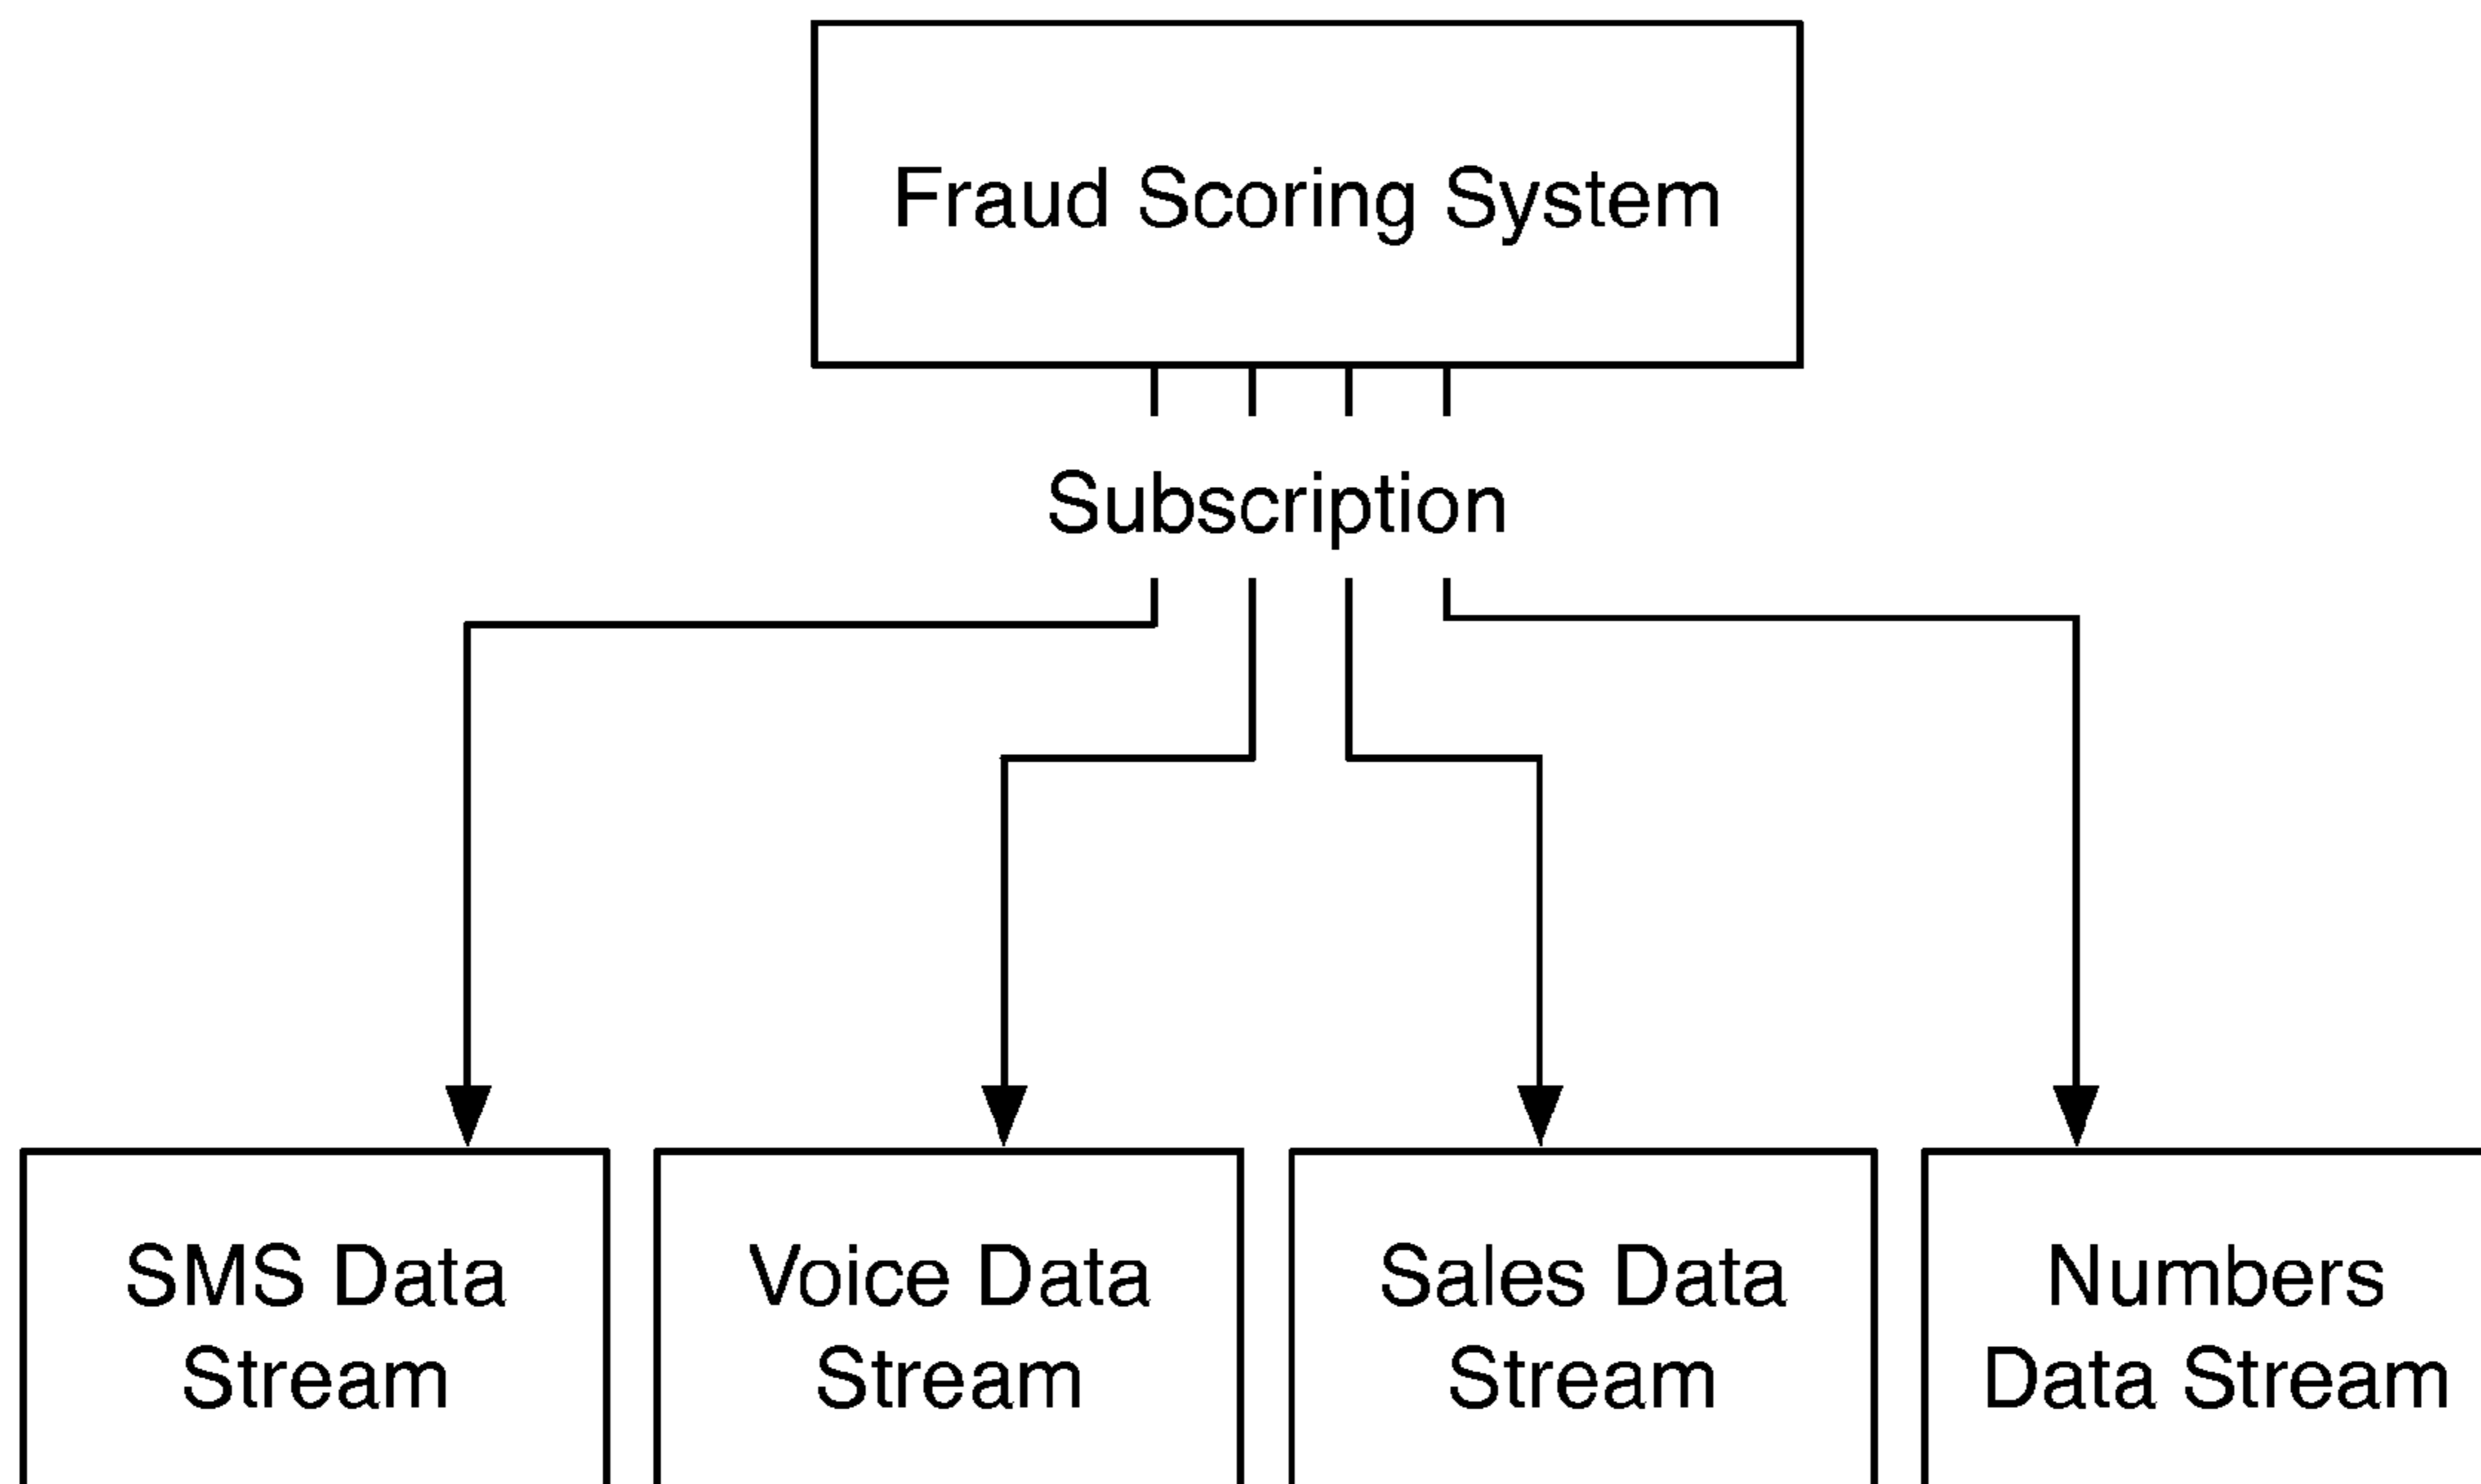 Fraud Scoring System
Subscription
SMS Data
Stream
Voice Data
Stream
Sales Data
Stream
Numbers
Data Stream